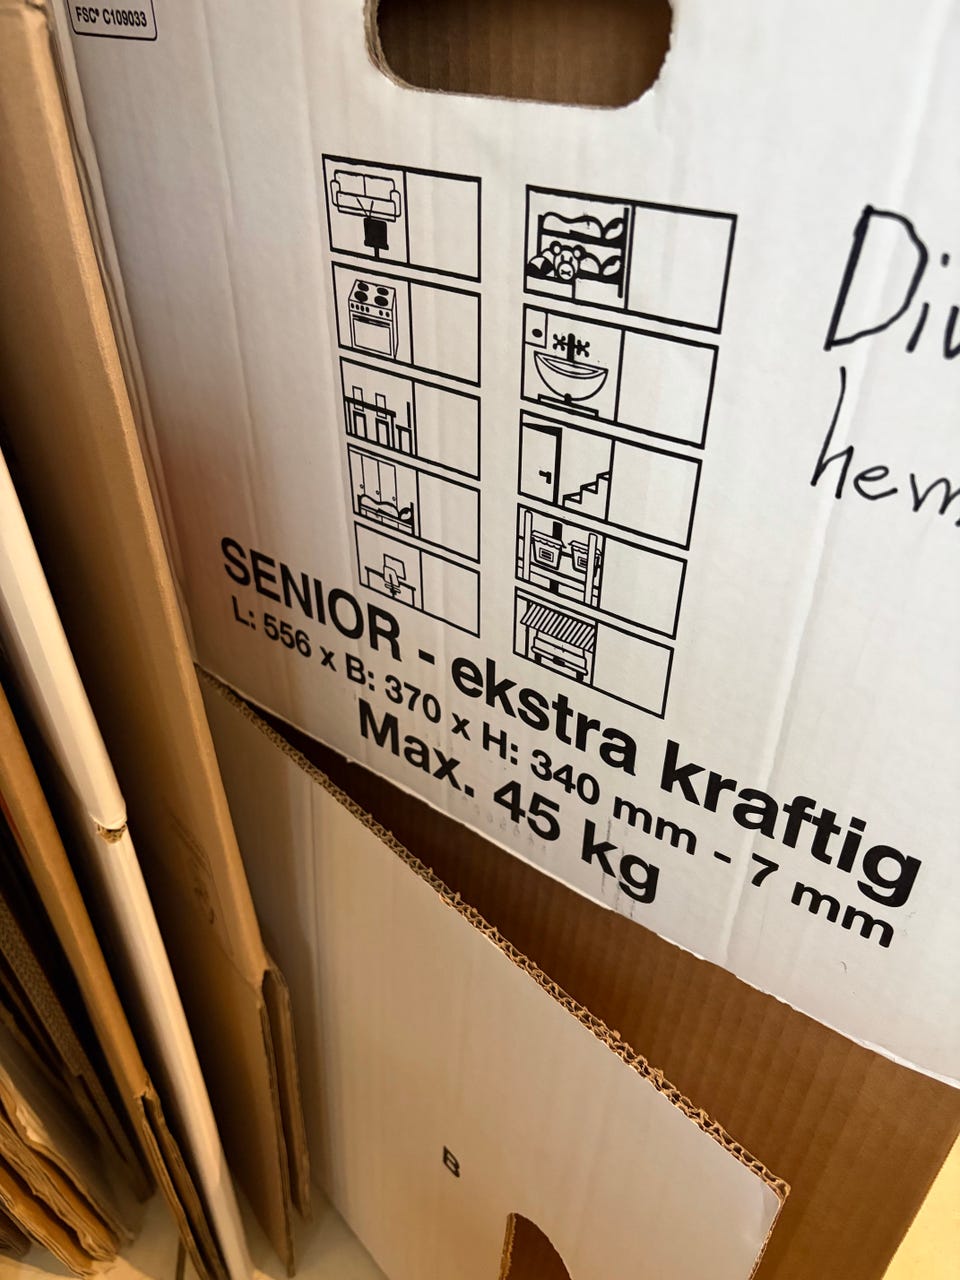 FSC® C109033
SENIOR - ekstra kraftig
L: 556 x B: 370 x H: 340 mm - 7 mm
Max. 45 kg
B